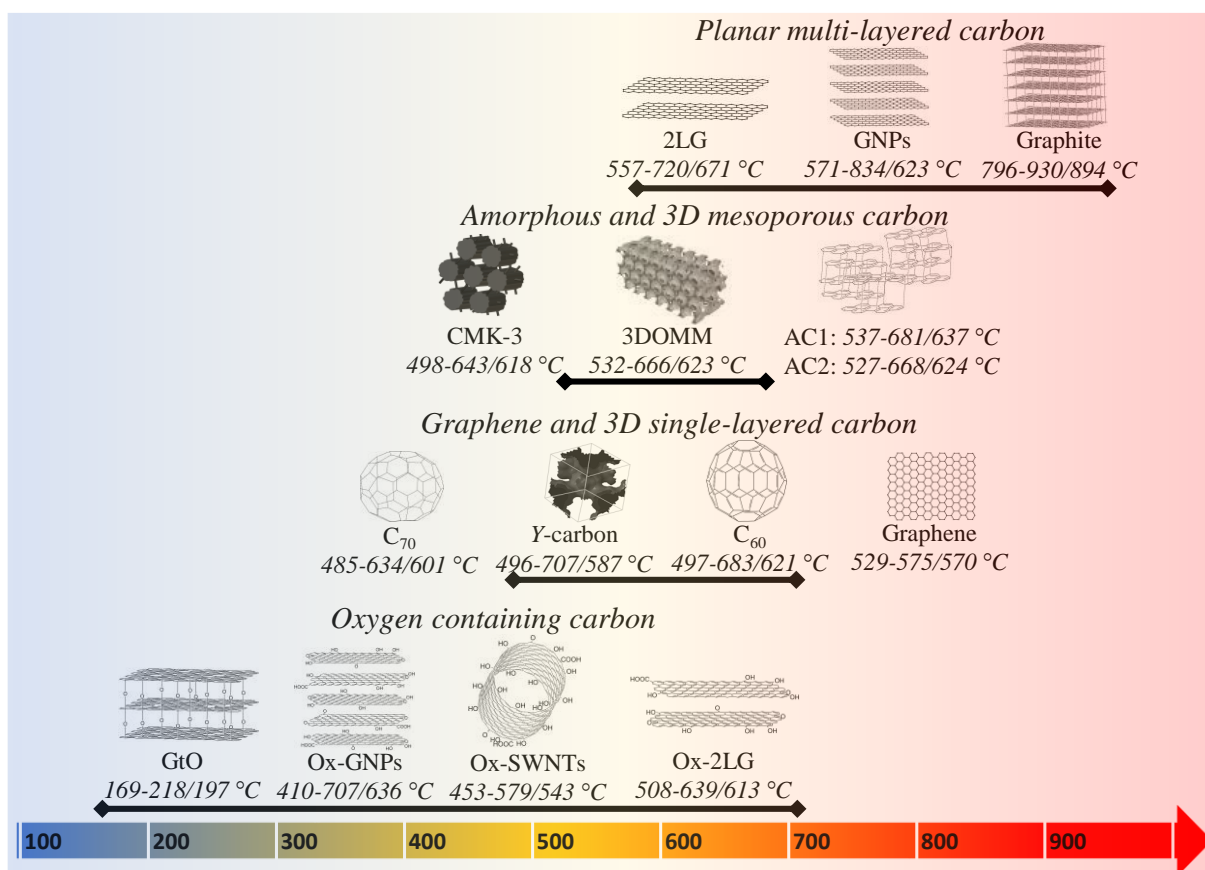 Planar multi-layered carbon
2LG GNPs Graphite
557-720/671 °C 571-834/623 °C 796-930/894 °C
Amorphous and 3D mesoporous carbon
CMK-3 3DOMM AC1: 537-681/637 °C
498-643/618 °C 532-666/623 °C AC2: 527-668/624 °C
Graphene and 3D single-layered carbon
C₇₀ Y-carbon C₆₀ Graphene
485-634/601 °C 496-707/587 °C 497-683/621 °C 529-575/570 °C
Oxygen containing carbon
GtO Ox-GNPs Ox-SWNTs Ox-2LG
169-218/197 °C 410-707/636 °C 453-579/543 °C 508-639/613 °C
100 200 300 400 500 600 700 800 900